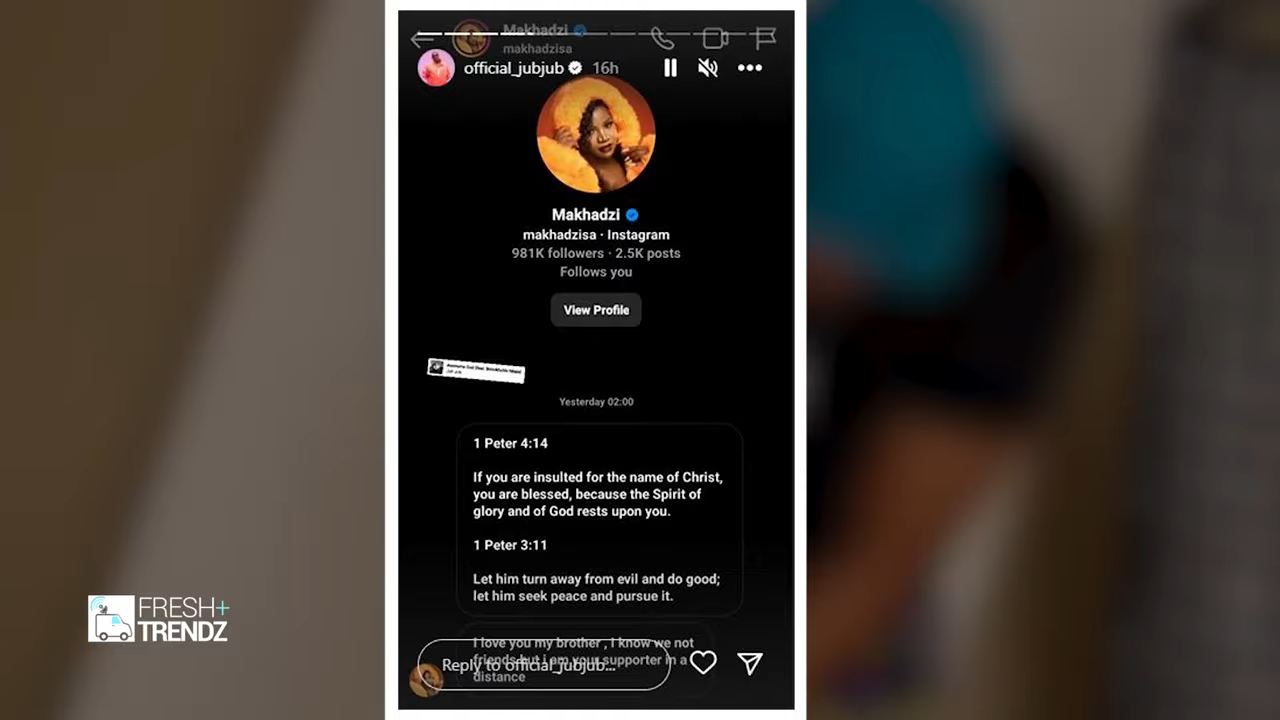 Makhadzi
makhadzisa
official_jubjub 16h
Makhadzi
makhadzisa · Instagram
981K followers · 2.5K posts
Follows you
View Profile
Yesterday 02:00
1 Peter 4:14
If you are insulted for the name of Christ,
you are blessed, because the Spirit of
glory and of God rests upon you.
1 Peter 3:11
Let him turn away from evil and do good;
let him seek peace and pursue it.
I love you my brother , I know we not
friends but i am your supporter in a
distance
Reply to official_jubjub...
FRESH+
TRENDZ